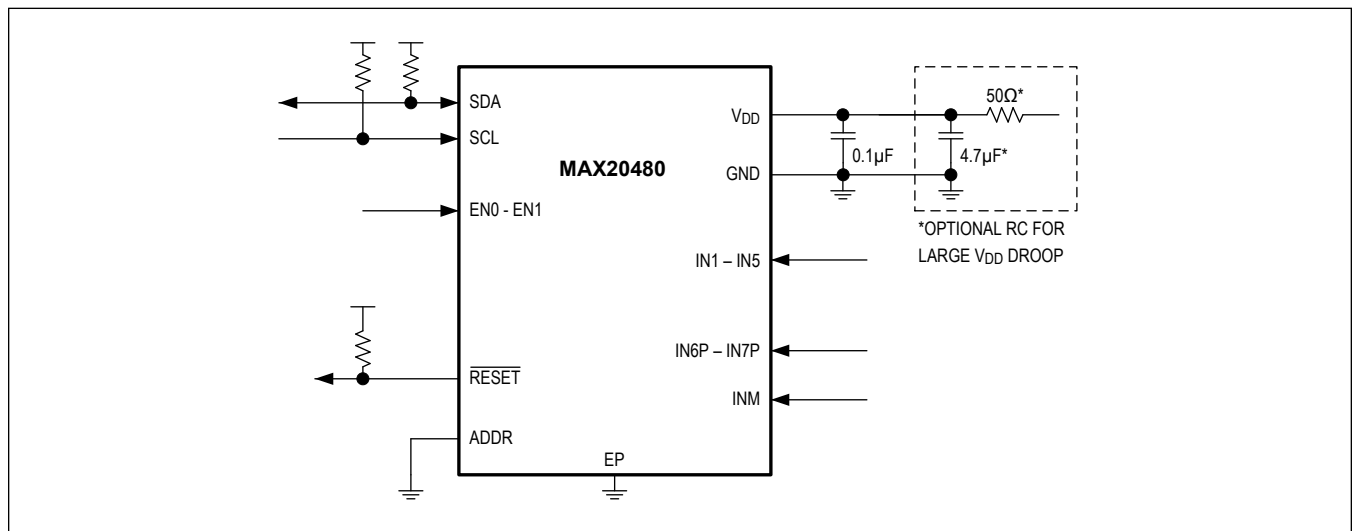 SDA
SCL
EN0 - EN1
RESET
ADDR
MAX20480
EP
VDD
GND
IN1 – IN5
IN6P – IN7P
INM
0.1µF
50Ω*
4.7µF*
*OPTIONAL RC FOR
LARGE VDD DROOP